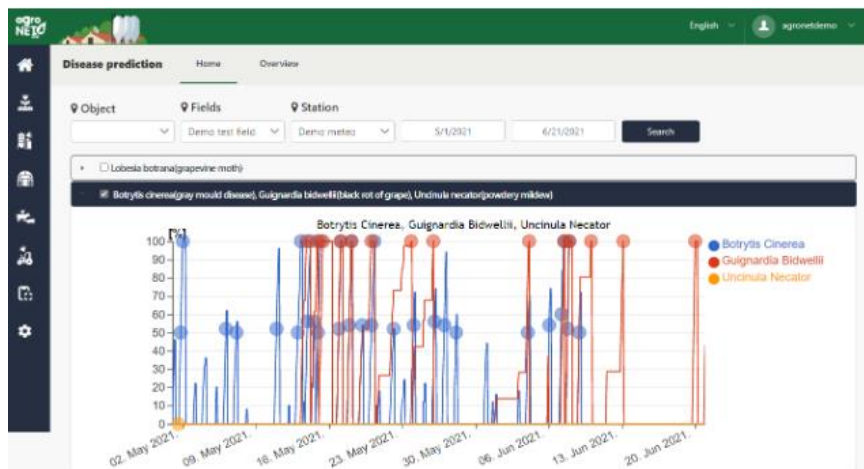 agro
NET
English
agronetdemo
Disease prediction
Home
Overview
Object
Fields
Station
Demo test field
Demo meteo
5/1/2021
6/21/2021
Search
Lobesia botrana(grapevine moth)
Botrytis cinerea(gray mould disease), Guignardia bidwellii(black rot of grape), Uncinula necator(powdery mildew)
Botrytis Cinerea, Guignardia Bidwellii, Uncinula Necator
[%]
100
90
80
70
60
50
40
30
20
10
0
Botrytis Cinerea
Guignardia Bidwellii
Uncinula Necator
02. May 2021.
09. May 2021.
16. May 2021.
23. May 2021.
30. May 2021.
06. Jun 2021.
13. Jun 2021.
20. Jun 2021.